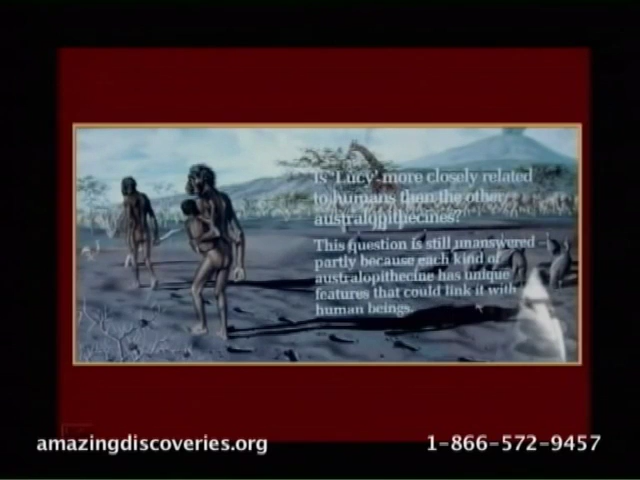 Is 'Lucy' more closely related
to humans then the other
australopithecines?
This question is still unanswered –
partly because each kind of
australopithecine has unique
features that could link it with
human beings.
amazingdiscoveries.org
1-866-572-9457